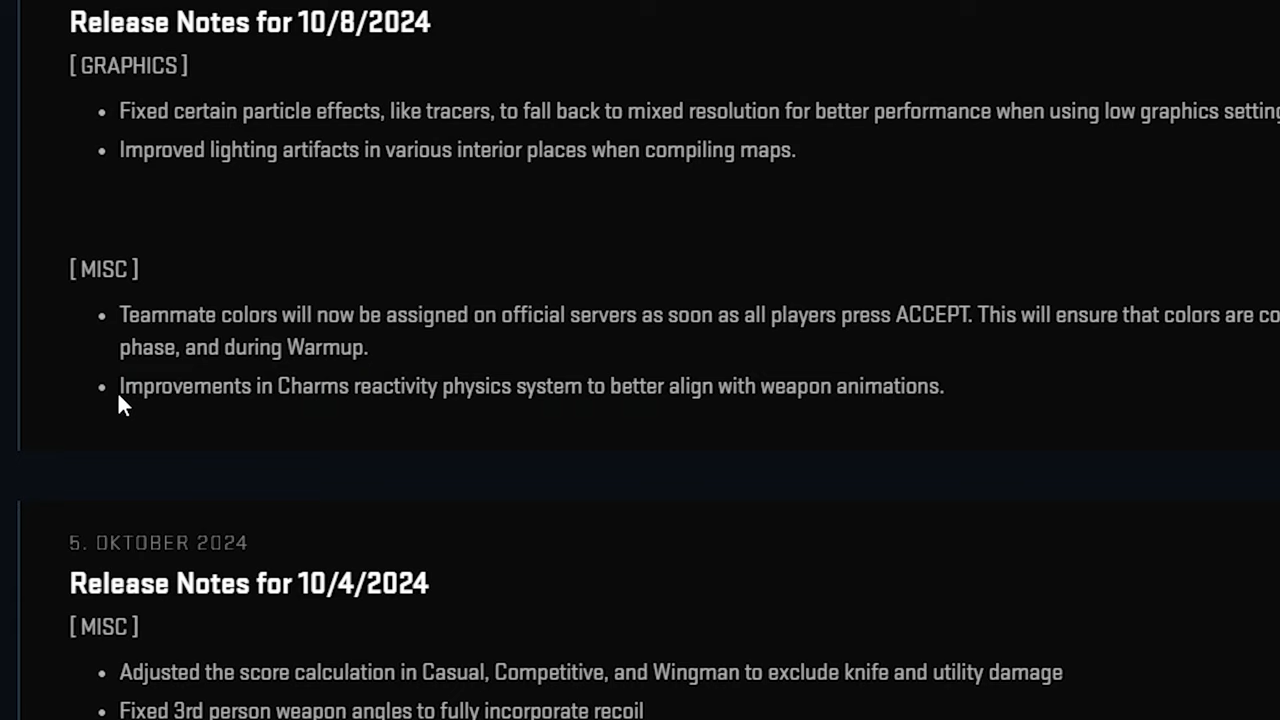 Release Notes for 10/8/2024
[ GRAPHICS ]
• Fixed certain particle effects, like tracers, to fall back to mixed resolution for better performance when using low graphics
• Improved lighting artifacts in various interior places when compiling maps.
[ MISC ]
• Teammate colors will now be assigned on official servers as soon as all players press ACCEPT. This will ensure that colors are
phase, and during Warmup.
• Improvements in Charms reactivity physics system to better align with weapon animations.
5. OKTOBER 2024
Release Notes for 10/4/2024
[ MISC ]
• Adjusted the score calculation in Casual, Competitive, and Wingman to exclude knife and utility damage
• Fixed 3rd person weapon angles to fully incorporate recoil